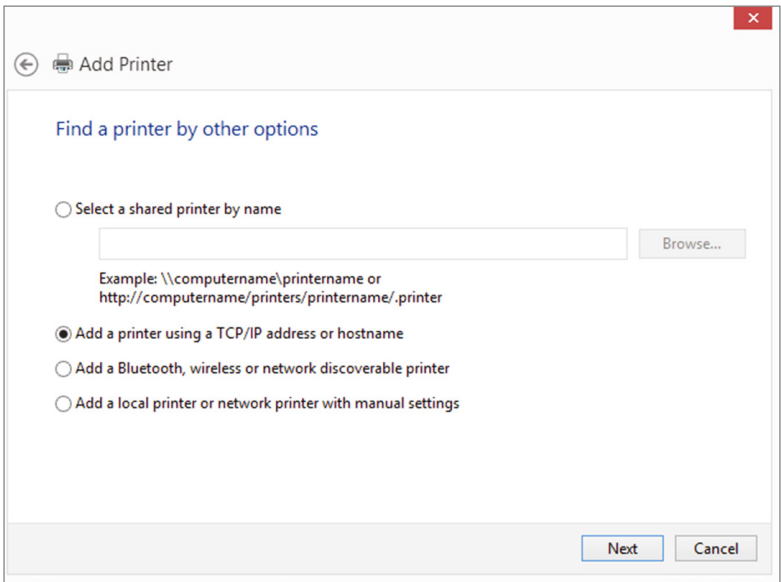 Add Printer
Find a printer by other options
Select a shared printer by name
Browse...
Example: \\computername\printername or
http://computername/printers/printername/.printer
Add a printer using a TCP/IP address or hostname
Add a Bluetooth, wireless or network discoverable printer
Add a local printer or network printer with manual settings
Next Cancel